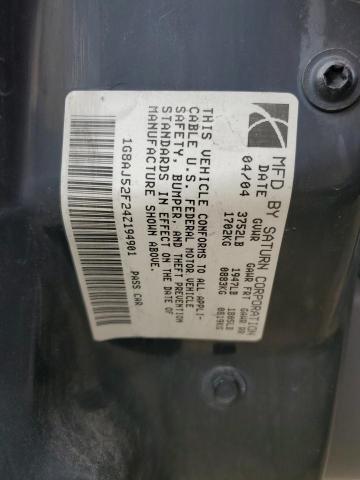 MFD BY SATURN CORPORATION
DATE GVWR GAWR FRT GAWR RR
04/04 3752LB 1947LB 1805LB
1702KG 0883KG 0819KG
THIS VEHICLE CONFORMS TO ALL APPLI-
CABLE U.S. FEDERAL MOTOR VEHICLE
SAFETY, BUMPER, AND THEFT PREVENTION
STANDARDS IN EFFECT ON THE DATE OF
MANUFACTURE SHOWN ABOVE.
1G8AJ52F24Z194901 PASS CAR